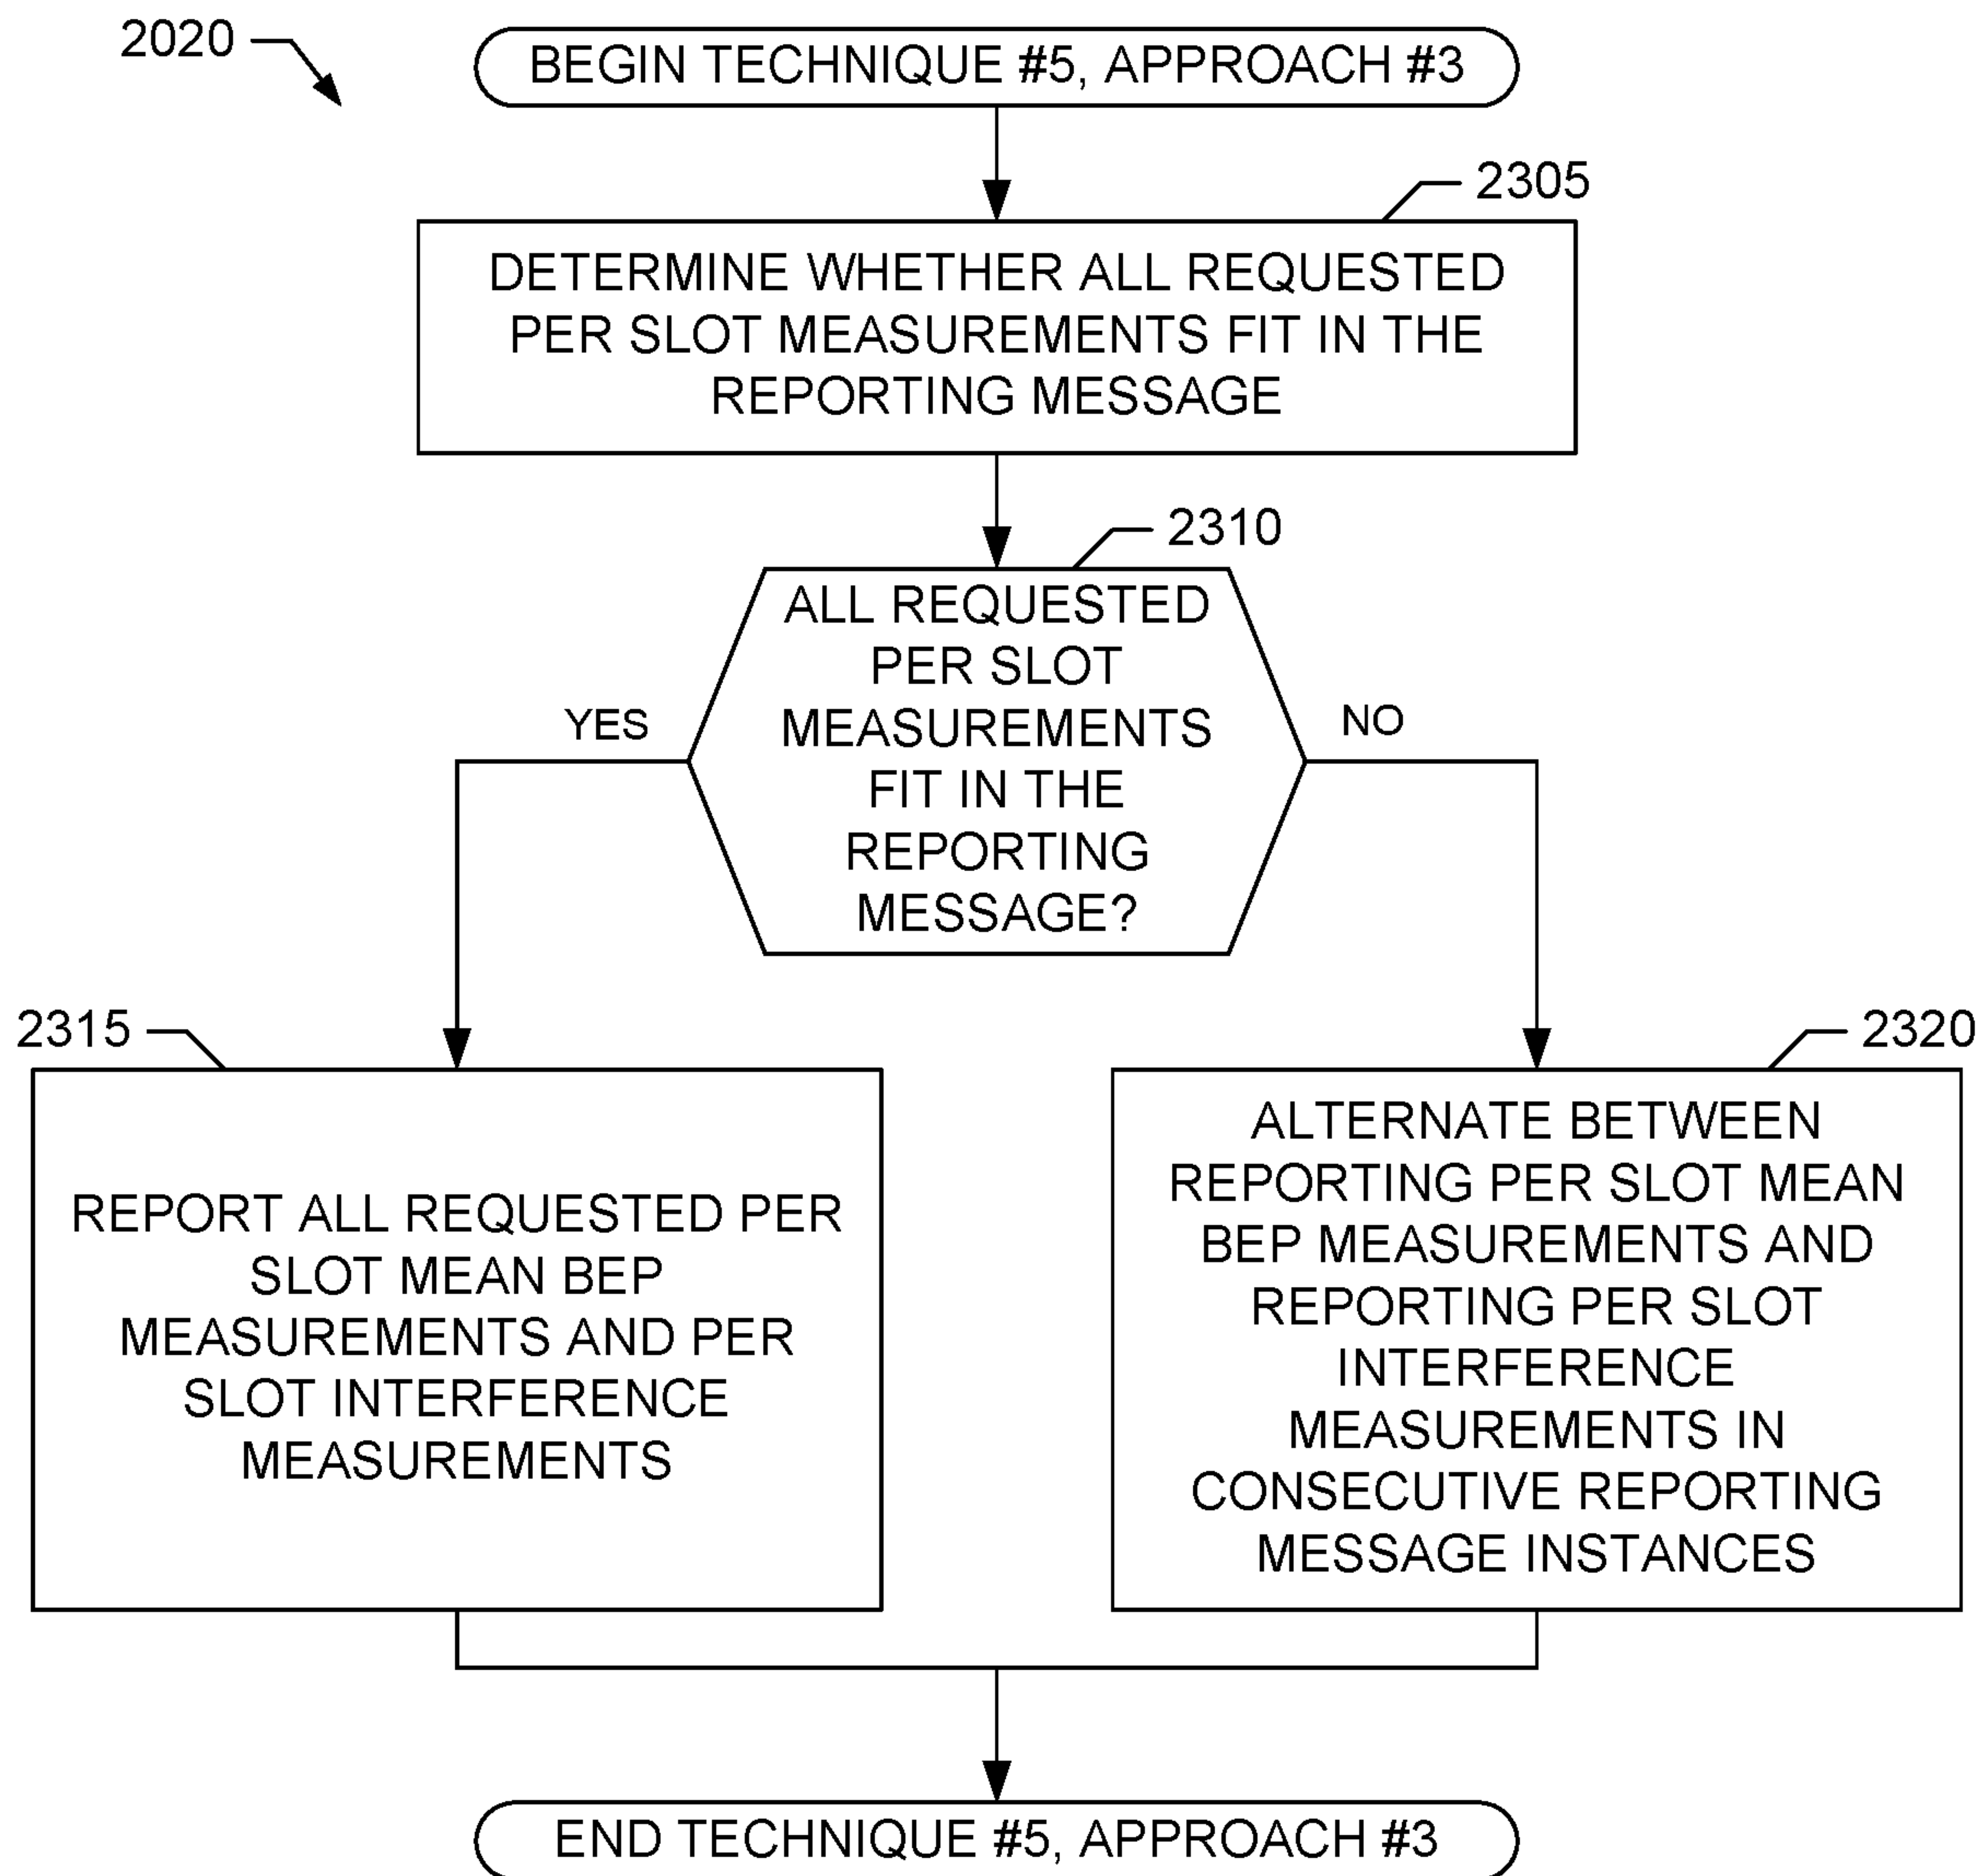 2020
BEGIN TECHNIQUE #5, APPROACH #3
2305
DETERMINE WHETHER ALL REQUESTED
PER SLOT MEASUREMENTS FIT IN THE
REPORTING MESSAGE
2310
ALL REQUESTED
PER SLOT
MEASUREMENTS
FIT IN THE
REPORTING
MESSAGE?
YES
NO
2315
REPORT ALL REQUESTED PER
SLOT MEAN BEP
MEASUREMENTS AND PER
SLOT INTERFERENCE
MEASUREMENTS
2320
ALTERNATE BETWEEN
REPORTING PER SLOT MEAN
BEP MEASUREMENTS AND
REPORTING PER SLOT
INTERFERENCE
MEASUREMENTS IN
CONSECUTIVE REPORTING
MESSAGE INSTANCES
END TECHNIQUE #5, APPROACH #3